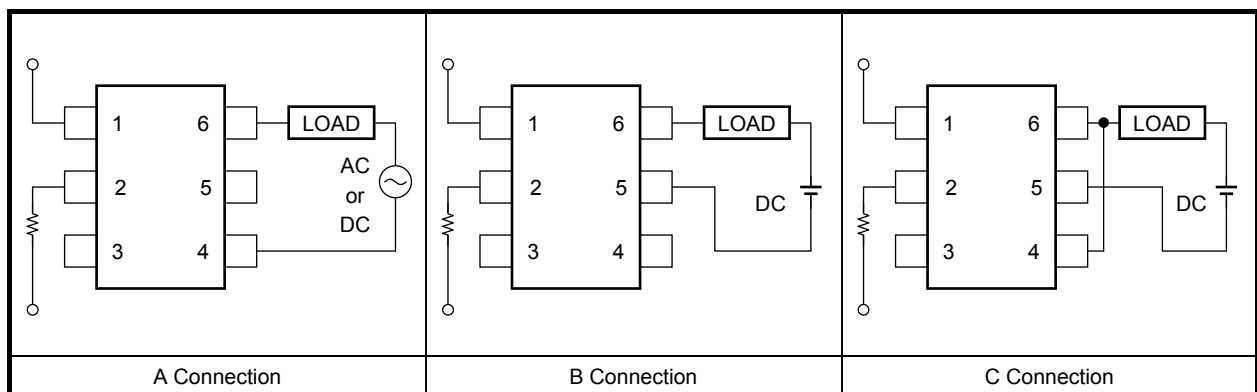 1 6 LOAD
2 5
3 4
AC
or
DC
A Connection
1 6 LOAD
2 5
3 4
DC
B Connection
1 6 LOAD
2 5
3 4
DC
C Connection